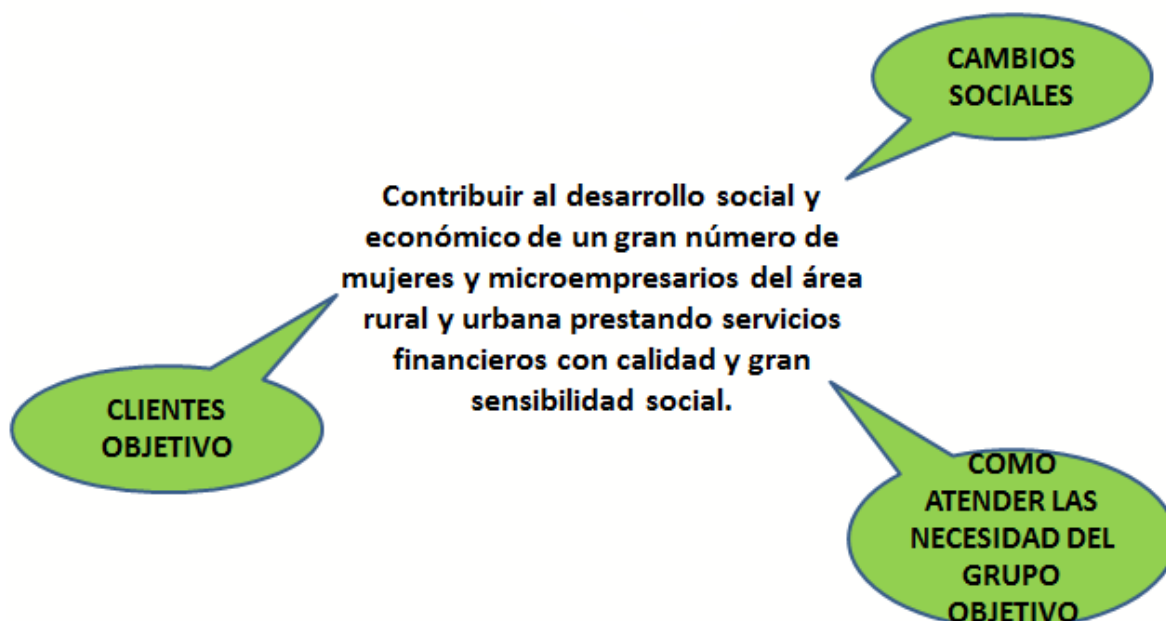 CAMBIOS
SOCIALES
Contribuir al desarrollo social y
económico de un gran número de
mujeres y microempresarios del área
rural y urbana prestando servicios
financieros con calidad y gran
sensibilidad social.
CLIENTES
OBJETIVO
COMO
ATENDER LAS
NECESIDAD DEL
GRUPO
OBJETIVO